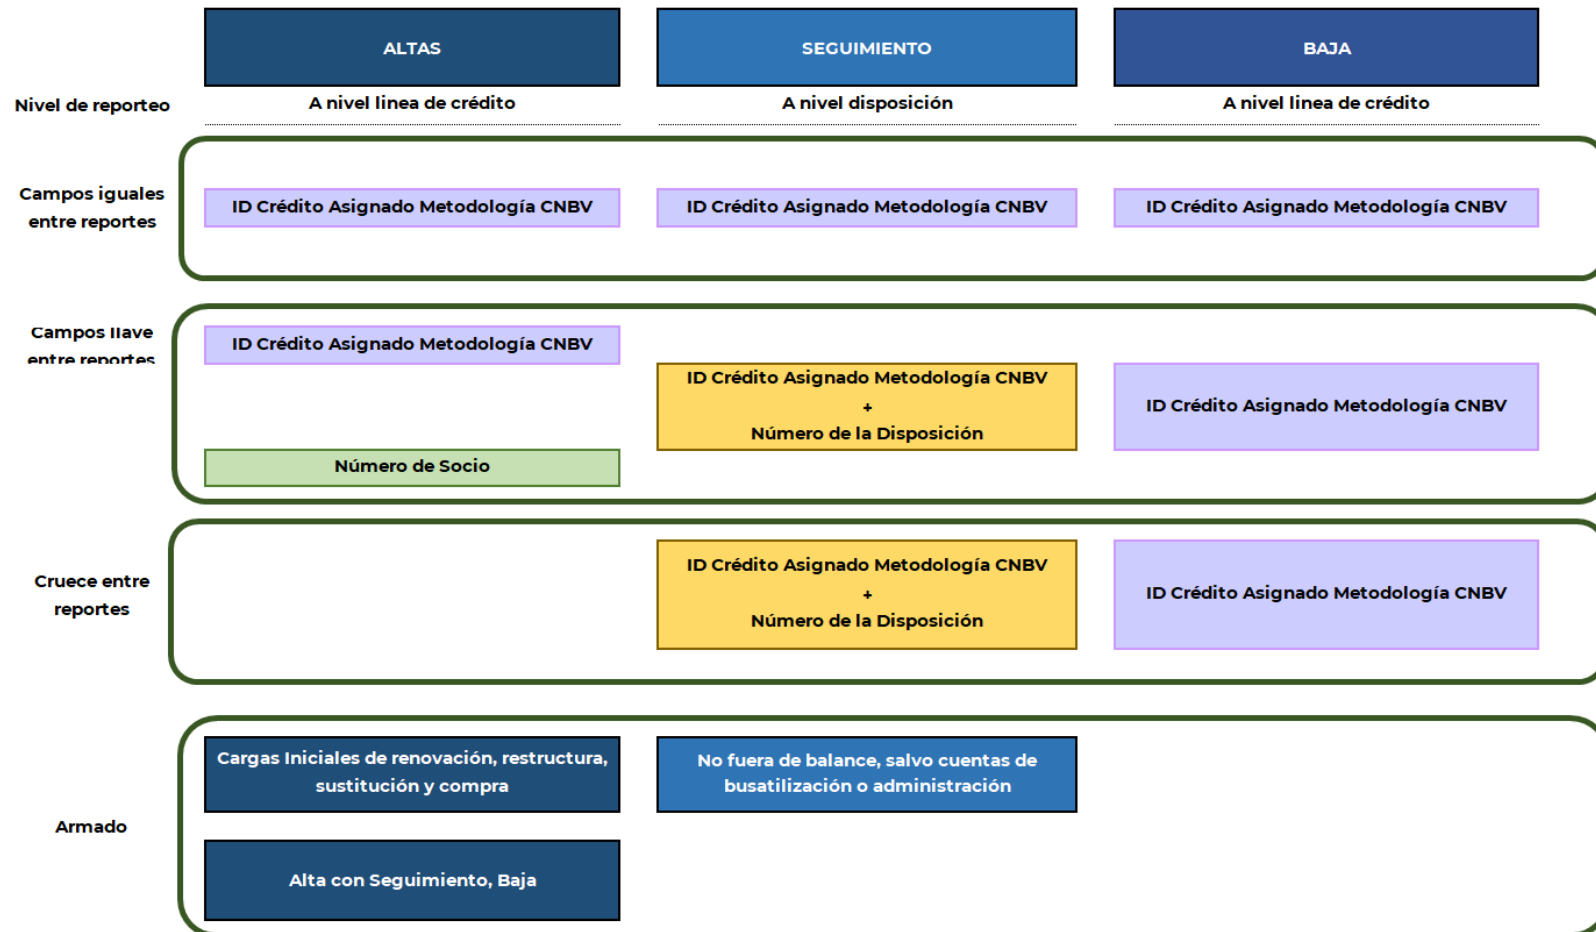 ALTAS
SEGUIMIENTO
BAJA
Nivel de reporteo
A nivel linea de crédito
A nivel disposición
A nivel linea de crédito
Campos iguales
entre reportes
ID Crédito Asignado Metodología CNBV
ID Crédito Asignado Metodología CNBV
ID Crédito Asignado Metodología CNBV
Campos llave
entre reportes
ID Crédito Asignado Metodología CNBV
Número de Socio
ID Crédito Asignado Metodología CNBV
+
Número de la Disposición
ID Crédito Asignado Metodología CNBV
Cruece entre
reportes
ID Crédito Asignado Metodología CNBV
+
Número de la Disposición
ID Crédito Asignado Metodología CNBV
Armado
Cargas Iniciales de renovación, restructura,
sustitución y compra
No fuera de balance, salvo cuentas de
busatilización o administración
Alta con Seguimiento, Baja